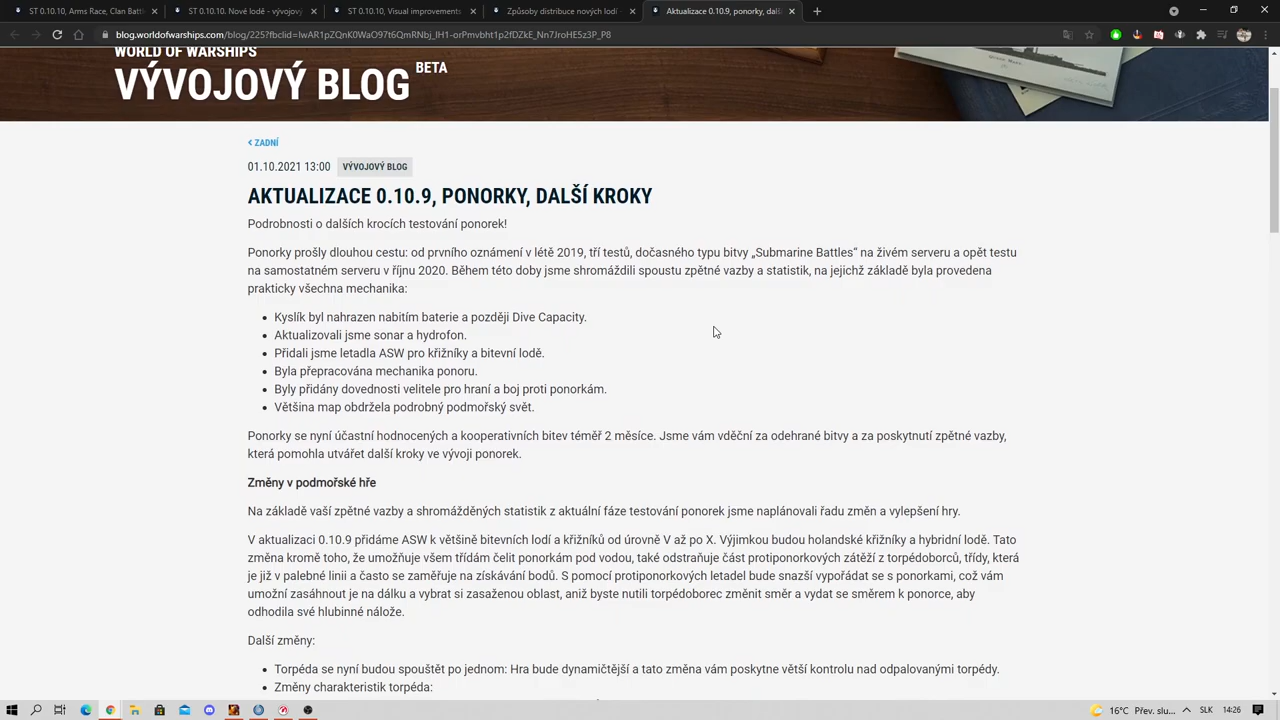 ST 0.10.10, Arms Race, Clan Batt
ST 0.10.10
ST 0.10.10, improvements
Způsoby distribuce nových lodí
Aktualizace 0.10.9, ponorky, dalš
WORLD OF WARSHIPS
VÝVOJOVÝ BLOG BETA
ZADNÍ
01.10.2021 13:00 VÝVOJOVÝ BLOG
AKTUALIZACE 0.10.9, PONORKY, DALŠÍ KROKY
Podrobnosti o dalších krocích testování ponorek!
Ponorky prošly dlouhou cestu: od prvního oznámení v létě 2019, tří testů, dočasného typu bitvy „Submarine Battles“ na živém serveru a opět testu
na samostatném serveru v říjnu 2020. Během této doby jsme shromáždili spoustu zpětné vazby a statistik, na jejichž základě byla provedena
prakticky všechna mechanika:
• Kyslík byl nahrazen nabitím baterie a později Dive Capacity.
• Aktualizovali jsme sonar a hydrofon.
• Přidali jsme letadla ASW pro křižníky a bitevní lodě.
• Byla přepracována mechanika ponoru.
• Byly přidány dovednosti velitele pro hraní a boj proti ponorkám.
• Většina map obdržela podrobný podmořský svět.
Ponorky se nyní účastní hodnocených a kooperativních bitev téměř 2 měsíce. Jsme vám vděční za odehrané bitvy a za poskytnutí zpětné vazby,
která pomohla utvářet další kroky ve vývoji ponorek.
Změny v podmořské hře
Na základě vaší zpětné vazby a shromážděných statistik z aktuální fáze testování ponorek jsme naplánovali řadu změn a vylepšení hry.
V aktualizaci 0.10.9 přidáme ASW k většině bitevních lodí a křižníků od úrovně V až po X. Výjimkou budou holandské křižníky a hybridní lodě. Tato
změna kromě toho, že umožňuje všem třídám čelit ponorkám pod vodou, také odstraňuje část protiponorkových zátěží z torpédoborců, třídy, která
je již v palebné linii a často se zaměřuje na získávání bodů. S pomocí protiponorkových letadel bude snazší vypořádat se s ponorkami, což vám
umožní zasáhnout je na dálku a vybrat si zasaženou oblast, aniž byste nutili torpédoborec změnit směr a vydat se směrem k ponorce, aby
odhodila své hlubinné nálože.
Další změny:
• Torpéda se nyní budou spouštět po jednom: Hra bude dynamičtější a tato změna vám poskytne větší kontrolu nad odpalovanými torpédy.
• Změny charakteristik torpéda:
16°C Přev. slu... SLK 14:26